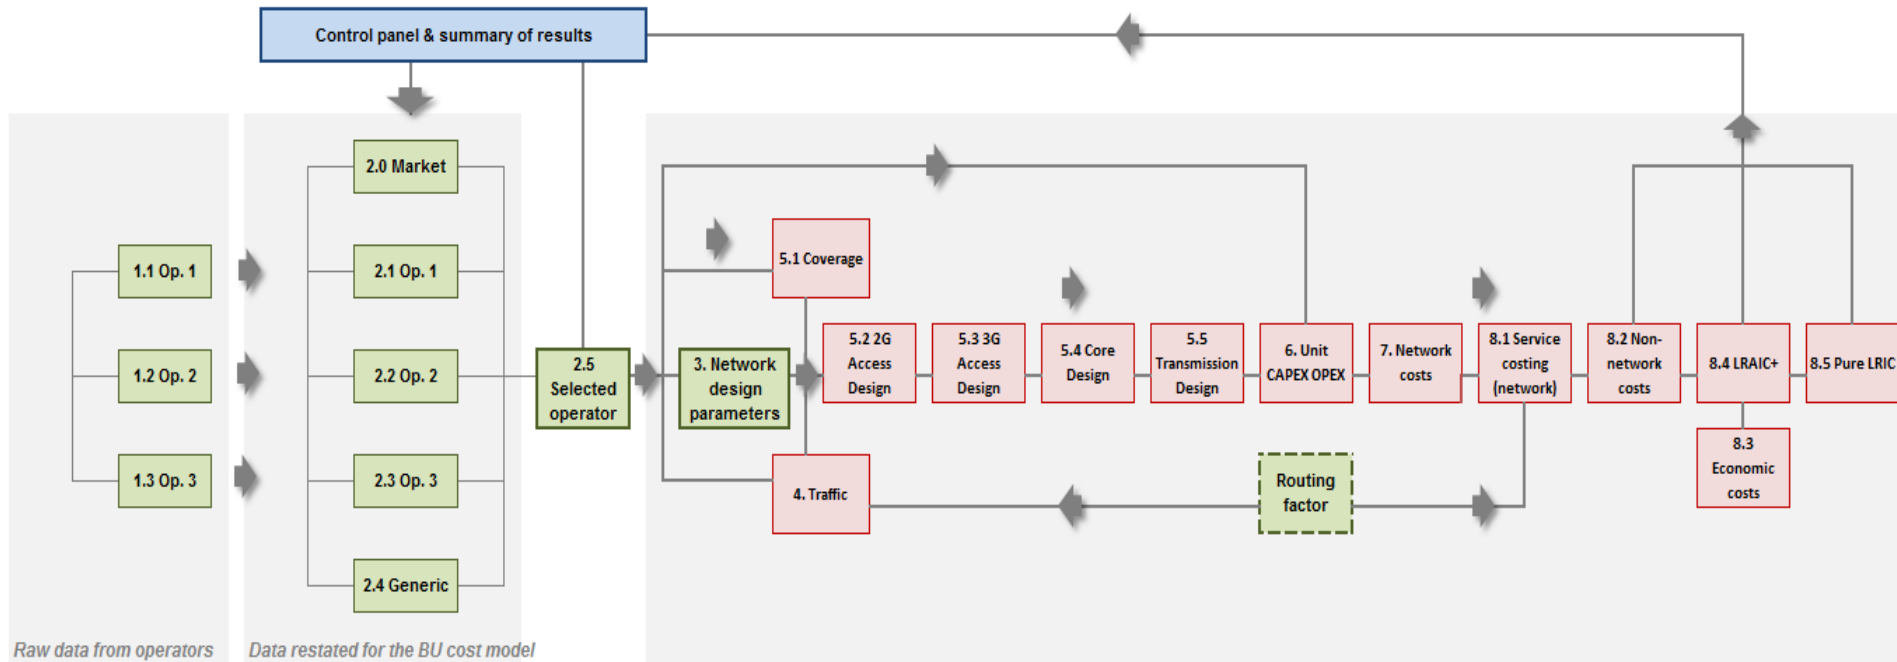 Control panel & summary of results
2.0 Market
1.1 Op. 1
2.1 Op. 1
5.1 Coverage
1.2 Op. 2
2.2 Op. 2
2.5
Selected
operator
3. Network
design
parameters
5.2 2G
Access
Design
5.3 3G
Access
Design
5.4 Core
Design
5.5
Transmission
Design
6. Unit
CAPEX OPEX
7. Network
costs
8.1 Service
costing
(network)
8.2 Non-
network
costs
8.4 LRAIC+
8.5 Pure LRIC
1.3 Op. 3
2.3 Op. 3
4. Traffic
Routing
factor
8.3
Economic
costs
2.4 Generic
Raw data from operators
Data restated for the BU cost model